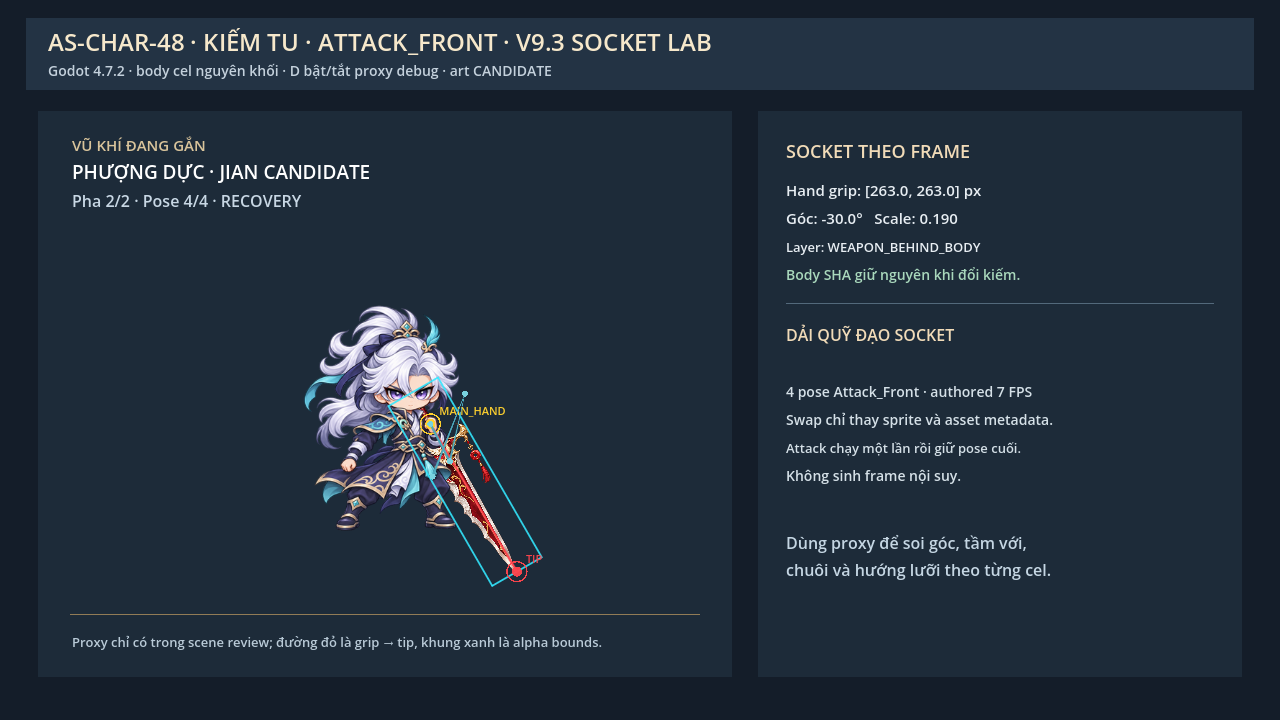 AS-CHAR-48 · KIẾM TU · ATTACK_FRONT · V9.3 SOCKET LAB
Godot 4.7.2 · body cel nguyên khối · D bật/tắt proxy debug · art CANDIDATE
VŨ KHÍ ĐANG GẮN
PHƯỢNG DỰC · JIAN CANDIDATE
Pha 2/2 · Pose 4/4 · RECOVERY
MAIN_HAND
TIP
Proxy chỉ có trong scene review; đường đỏ là grip → tip, khung xanh là alpha bounds.
SOCKET THEO FRAME
Hand grip: [263.0, 263.0] px
Góc: -30.0° Scale: 0.190
Layer: WEAPON_BEHIND_BODY
Body SHA giữ nguyên khi đổi kiếm.
DẢI QUỸ ĐẠO SOCKET
4 pose Attack_Front · authored 7 FPS
Swap chỉ thay sprite và asset metadata.
Attack chạy một lần rồi giữ pose cuối.
Không sinh frame nội suy.
Dùng proxy để soi góc, tầm với,
chuôi và hướng lưỡi theo từng cel.